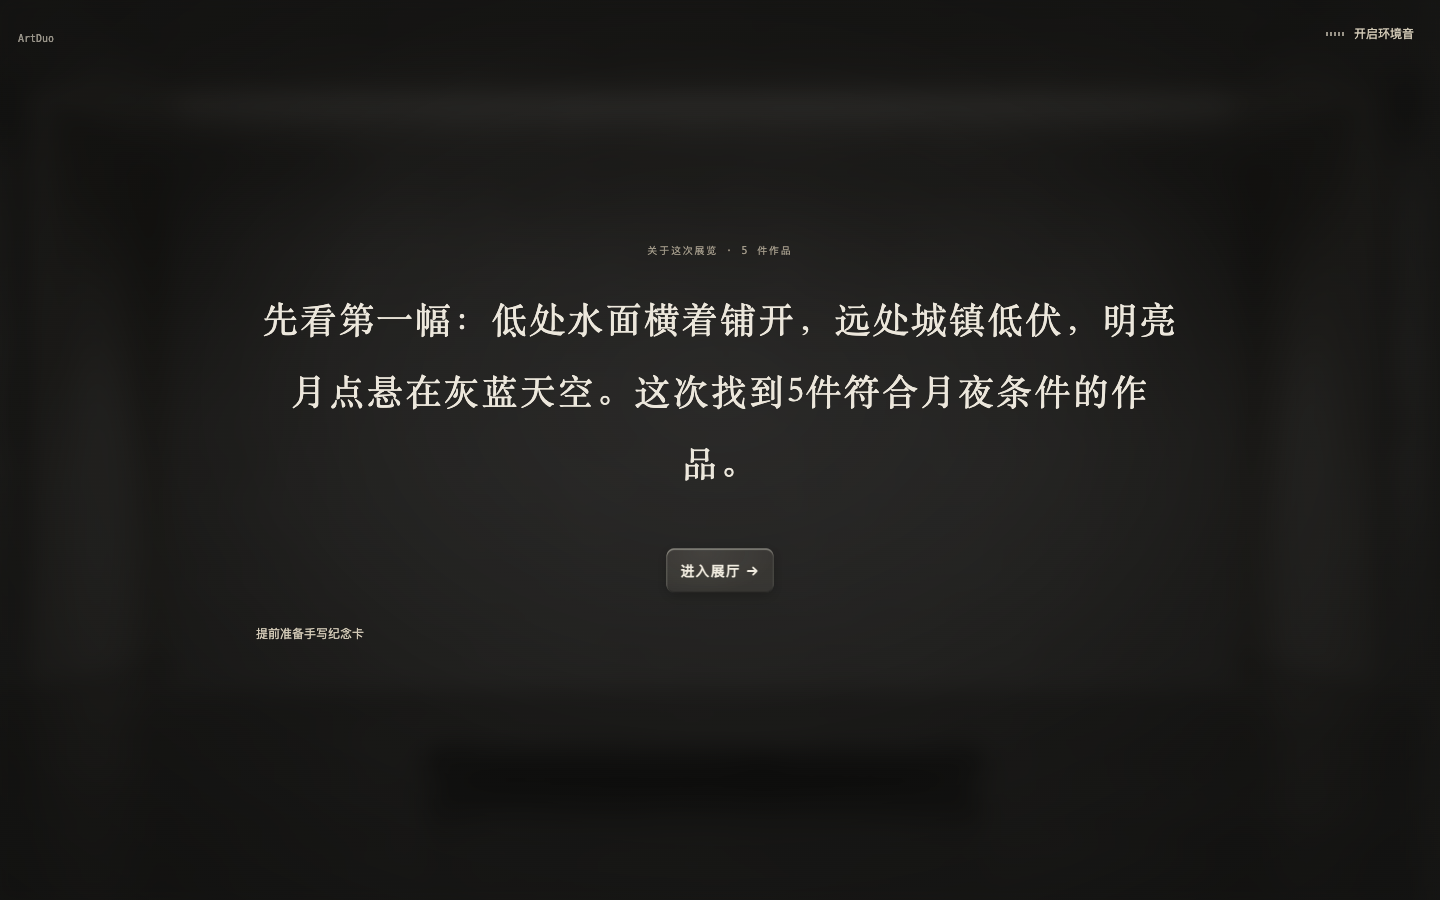 ArtDuo
开启环境音
关于这次展览 · 5 件作品
先看第一幅：低处水面横着铺开，远处城镇低伏，明亮
月点悬在灰蓝天空。这次找到5件符合月夜条件的作
品。
进入展厅 →
提前准备手写纪念卡